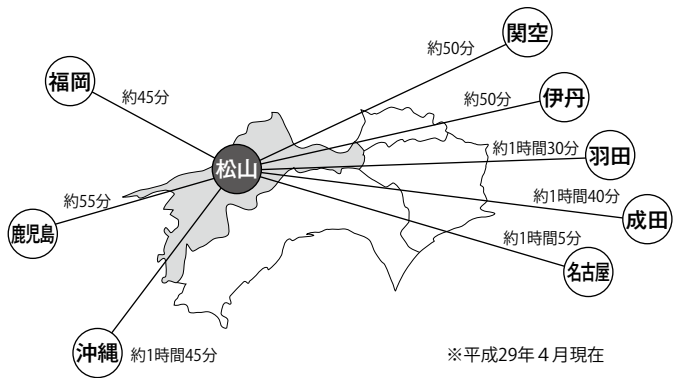 関空
約50分
福岡
約45分
約50分
伊丹
約1時間30分
羽田
松山
約55分
約1時間40分
成田
鹿児島
約1時間5分
名古屋
沖縄
約1時間45分
※平成29年４月現在